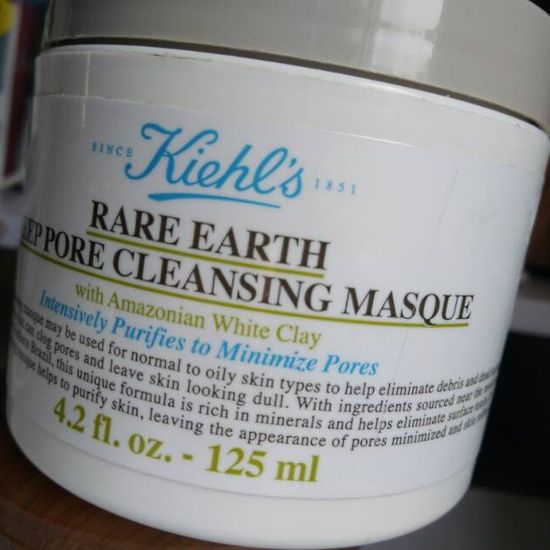 SINCE Kiehl's 1851
RARE EARTH
PORE CLEANSING MASQUE
with Amazonian White Clay
Intensively Purifies to Minimize Pores
masque may be used for normal to oily skin types to help eliminate debris and
can clog pores and leave skin looking dull. With ingredients sourced near the
Brazil, this unique formula is rich in minerals and helps eliminate surface
helps to purify skin, leaving the appearance of pores minimized and skin
4.2 fl. oz. - 125 ml